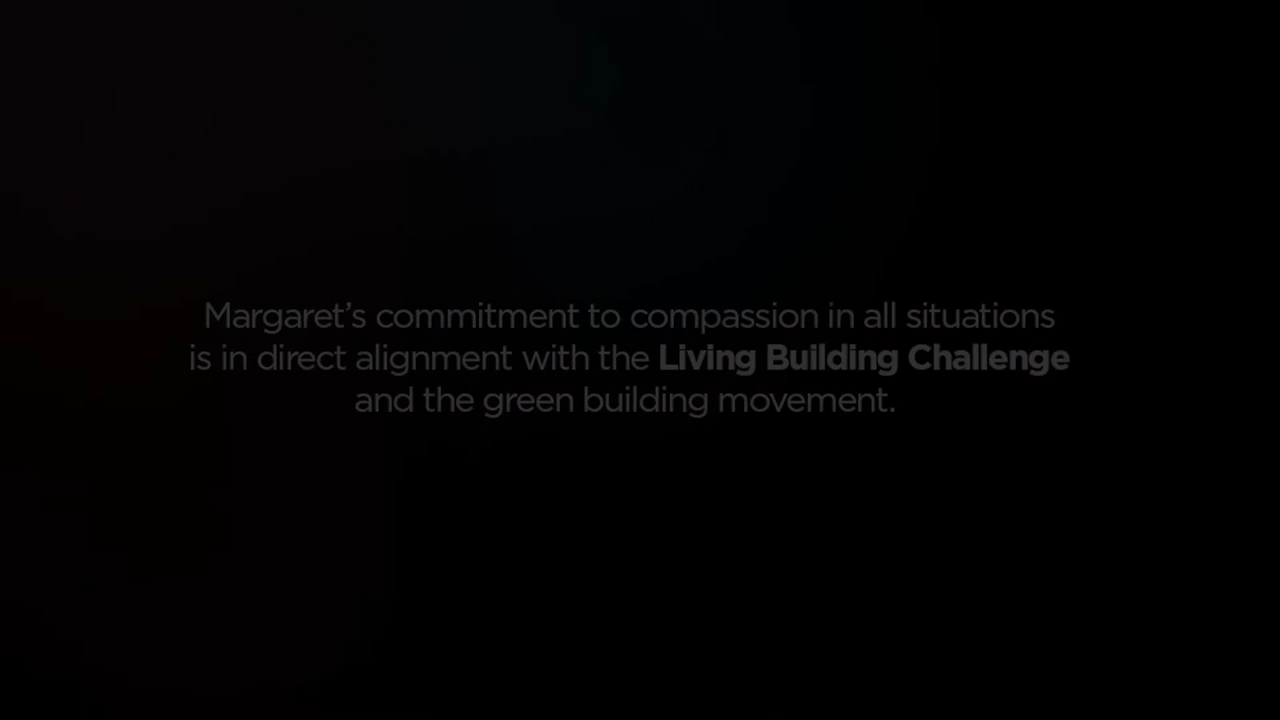 Margaret’s commitment to compassion in all situations
is in direct alignment with the Living Building Challenge
and the green building movement.